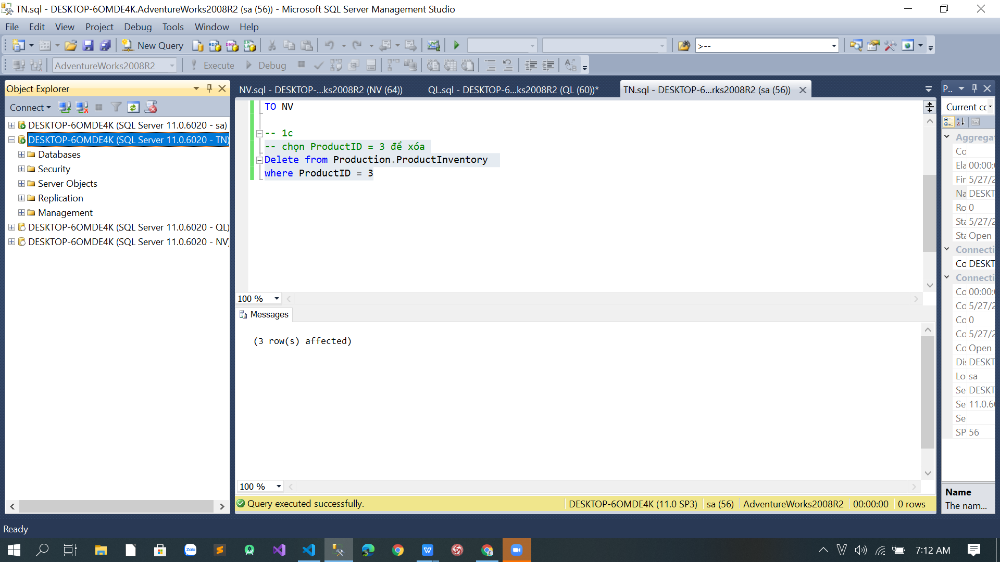 TN.sql - DESKTOP-6OMDE4K.AdventureWorks2008R2 (sa (56)) - Microsoft SQL Server Management Studio
File Edit View Project Debug Tools Window Help
New Query >--
AdventureWorks2008R2 Execute Debug
Object Explorer
Connect
DESKTOP-6OMDE4K (SQL Server 11.0.6020 - sa)
DESKTOP-6OMDE4K (SQL Server 11.0.6020 - TN)
Databases
Security
Server Objects
Replication
Management
DESKTOP-6OMDE4K (SQL Server 11.0.6020 - QL)
DESKTOP-6OMDE4K (SQL Server 11.0.6020 - NV)
NV.sql - DESKTOP-...ks2008R2 (NV (64)) QL.sql - DESKTOP-6...ks2008R2 (QL (60))* TN.sql - DESKTOP-6...rks2008R2 (sa (56))
TO NV
-- 1c
-- chọn ProductID = 3 để xóa
Delete from Production.ProductInventory
where ProductID = 3
100 %
Messages
(3 row(s) affected)
100 %
Query executed successfully. DESKTOP-6OMDE4K (11.0 SP3) sa (56) AdventureWorks2008R2 00:00:00 0 rows
P..
Current cc
Aggrega
Co
Ela 00:00:
Fir 5/27/2
Na DESKT
Ro 0
Sta 5/27/2
Sta Open
Connecti
Co DESKT
Connecti
Co 00:00:
Co 5/27/2
Co 0
Co 5/27/2
Co Open
Dis DESKT
Lo sa
Se DESKT
Se 11.0.6
Se
SP 56
Name
The nam...
Ready
Zalo
7:12 AM